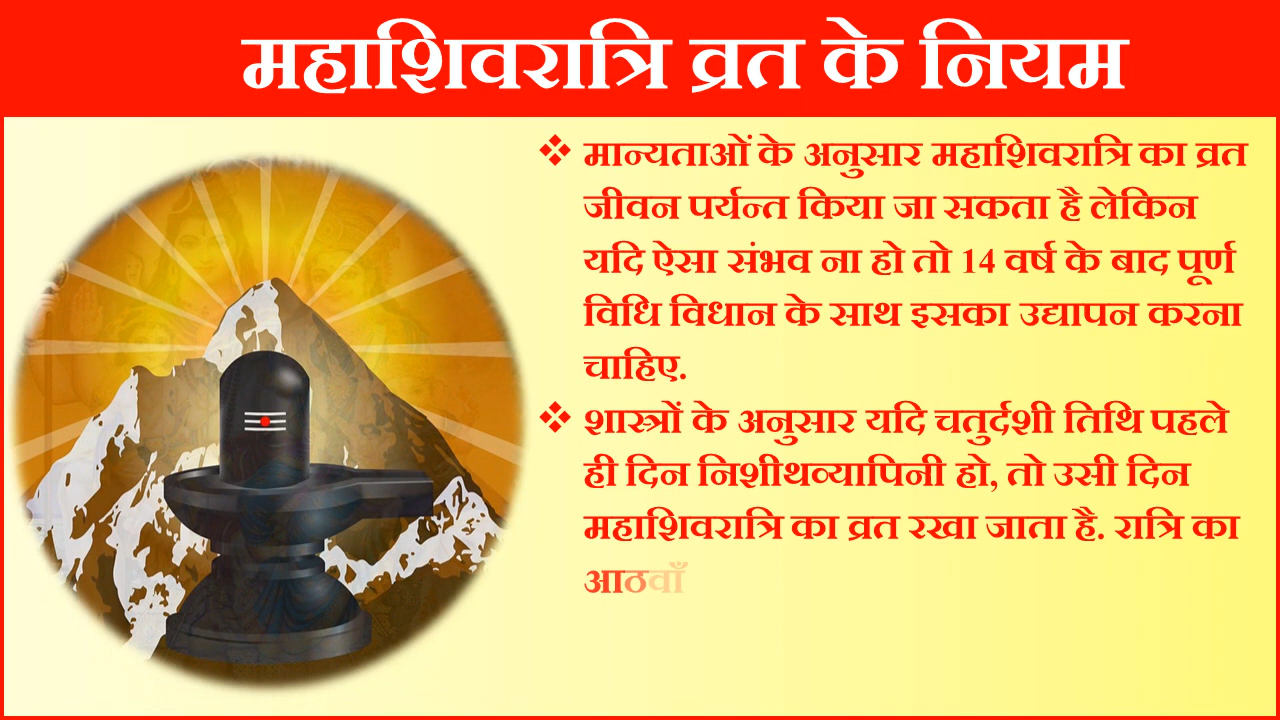 महाशिवरात्रि व्रत के नियम
❖ मान्यताओं के अनुसार महाशिवरात्रि का व्रत
जीवन पर्यन्त किया जा सकता है लेकिन
यदि ऐसा संभव ना हो तो 14 वर्ष के बाद पूर्ण
विधि विधान के साथ इसका उद्यापन करना
चाहिए.
❖ शास्त्रों के अनुसार यदि चतुर्दशी तिथि पहले
ही दिन निशीथव्यापिनी हो, तो उसी दिन
महाशिवरात्रि का व्रत रखा जाता है. रात्रि का
आठवाँ